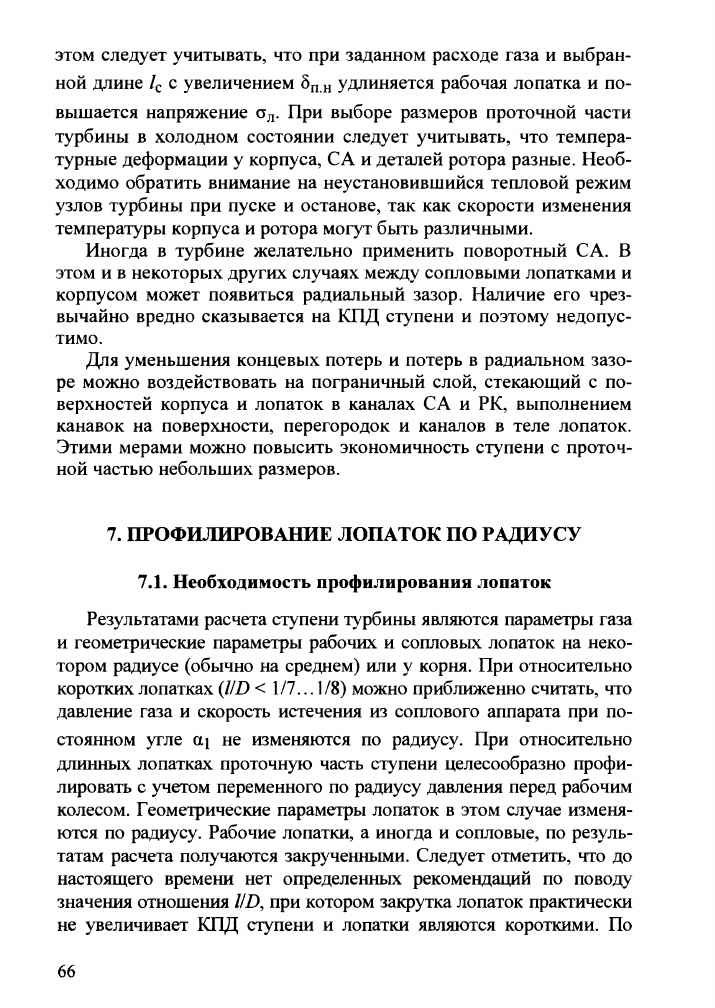 этом следует учитывать, что при заданном расходе газа и выбран-
ной длине lс с увеличением δп.н удлиняется рабочая лопатка и по-
вышается напряжение σл. При выборе размеров проточной части
турбины в холодном состоянии следует учитывать, что темпера-
турные деформации у корпуса, СА и деталей ротора разные. Необ-
ходимо обратить внимание на неустановившийся тепловой режим
узлов турбины при пуске и останове, так как скорости изменения
температуры корпуса и ротора могут быть различными.
Иногда в турбине желательно применить поворотный СА. В
этом и в некоторых других случаях между сопловыми лопатками и
корпусом может появиться радиальный зазор. Наличие его чрез-
вычайно вредно сказывается на КПД ступени и поэтому недопус-
тимо.
Для уменьшения концевых потерь и потерь в радиальном зазо-
ре можно воздействовать на пограничный слой, стекающий с по-
верхностей корпуса и лопаток в каналах СА и РК, выполнением
канавок на поверхности, перегородок и каналов в теле лопаток.
Этими мерами можно повысить экономичность ступени с проточ-
ной частью небольших размеров.
7. ПРОФИЛИРОВАНИЕ ЛОПАТОК ПО РАДИУСУ
7.1. Необходимость профилирования лопаток
Результатами расчета ступени турбины являются параметры газа
и геометрические параметры рабочих и сопловых лопаток на неко-
тором радиусе (обычно на среднем) или у корня. При относительно
коротких лопатках (l/D < 1/7...1/8) можно приближенно считать, что
давление газа и скорость истечения из соплового аппарата при по-
стоянном угле α1 не изменяются по радиусу. При относительно
длинных лопатках проточную часть ступени целесообразно профи-
лировать с учетом переменного по радиусу давления перед рабочим
колесом. Геометрические параметры лопаток в этом случае изменя-
ются по радиусу. Рабочие лопатки, а иногда и сопловые, по резуль-
татам расчета получаются закрученными. Следует отметить, что до
настоящего времени нет определенных рекомендаций по поводу
значения отношения l/D, при котором закрутка лопаток практически
не увеличивает КПД ступени и лопатки являются короткими. По
66